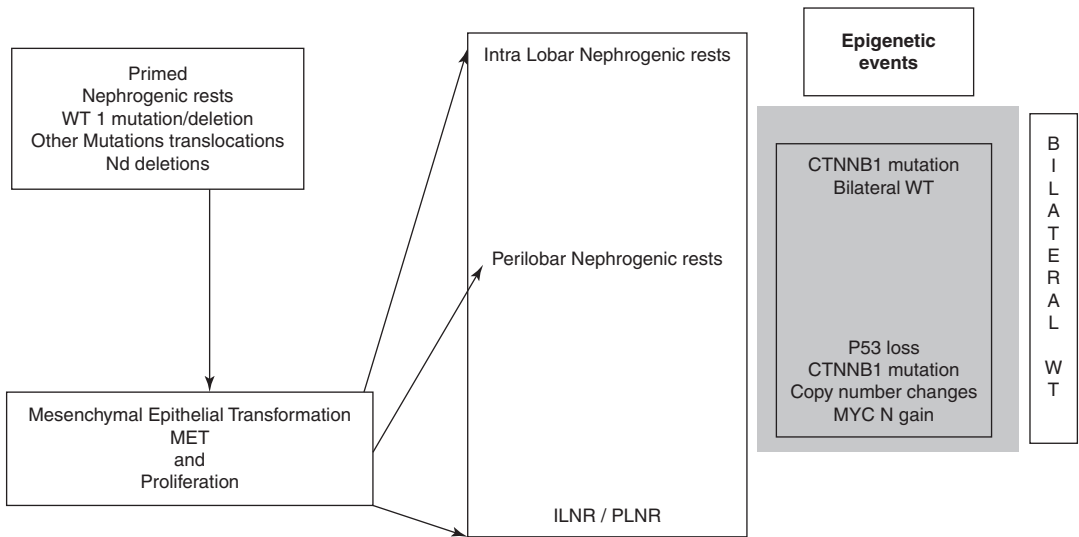 Primed
Nephrogenic rests
WT 1 mutation/deletion
Other Mutations translocations
Nd deletions
Mesenchymal Epithelial Transformation
MET
and
Proliferation
Intra Lobar Nephrogenic rests
Perilobar Nephrogenic rests
ILNR / PLNR
Epigenetic
events
CTNNB1 mutation
Bilateral WT
P53 loss
CTNNB1 mutation
Copy number changes
MYC N gain
B
I
L
A
T
E
R
A
L
W
T